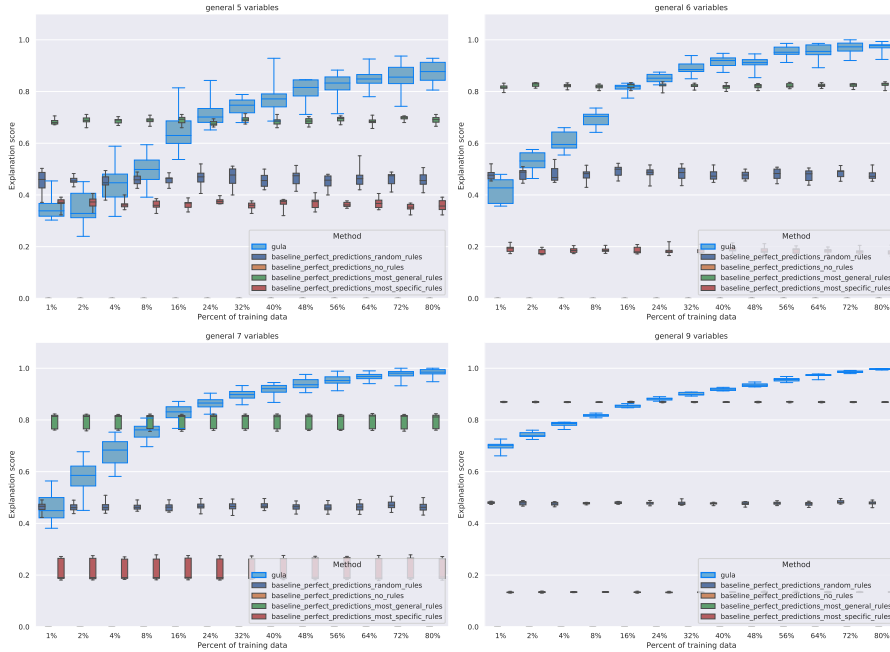 general 5 variables
1.0
0.8
0.6
0.4
0.2
0.0
Explanation score
Method
gula
baseline_perfect_predictions_random_rules
baseline_perfect_predictions_no_rules
baseline_perfect_predictions_most_general_rules
baseline_perfect_predictions_most_specific_rules
1% 2% 4% 8% 16% 24% 32% 40% 48% 56% 64% 72% 80%
Percent of training data
general 6 variables
1.0
0.8
0.6
0.4
0.2
0.0
Explanation score
Method
gula
baseline_perfect_predictions_random_rules
baseline_perfect_predictions_no_rules
baseline_perfect_predictions_most_general_rules
baseline_perfect_predictions_most_specific_rules
1% 2% 4% 8% 16% 24% 32% 40% 48% 56% 64% 72% 80%
Percent of training data
general 7 variables
1.0
0.8
0.6
0.4
0.2
0.0
Explanation score
Method
gula
baseline_perfect_predictions_random_rules
baseline_perfect_predictions_no_rules
baseline_perfect_predictions_most_general_rules
baseline_perfect_predictions_most_specific_rules
1% 2% 4% 8% 16% 24% 32% 40% 48% 56% 64% 72% 80%
Percent of training data
general 9 variables
1.0
0.8
0.6
0.4
0.2
0.0
Explanation score
Method
gula
baseline_perfect_predictions_random_rules
baseline_perfect_predictions_no_rules
baseline_perfect_predictions_most_general_rules
baseline_perfect_predictions_most_specific_rules
1% 2% 4% 8% 16% 24% 32% 40% 48% 56% 64% 72% 80%
Percent of training data